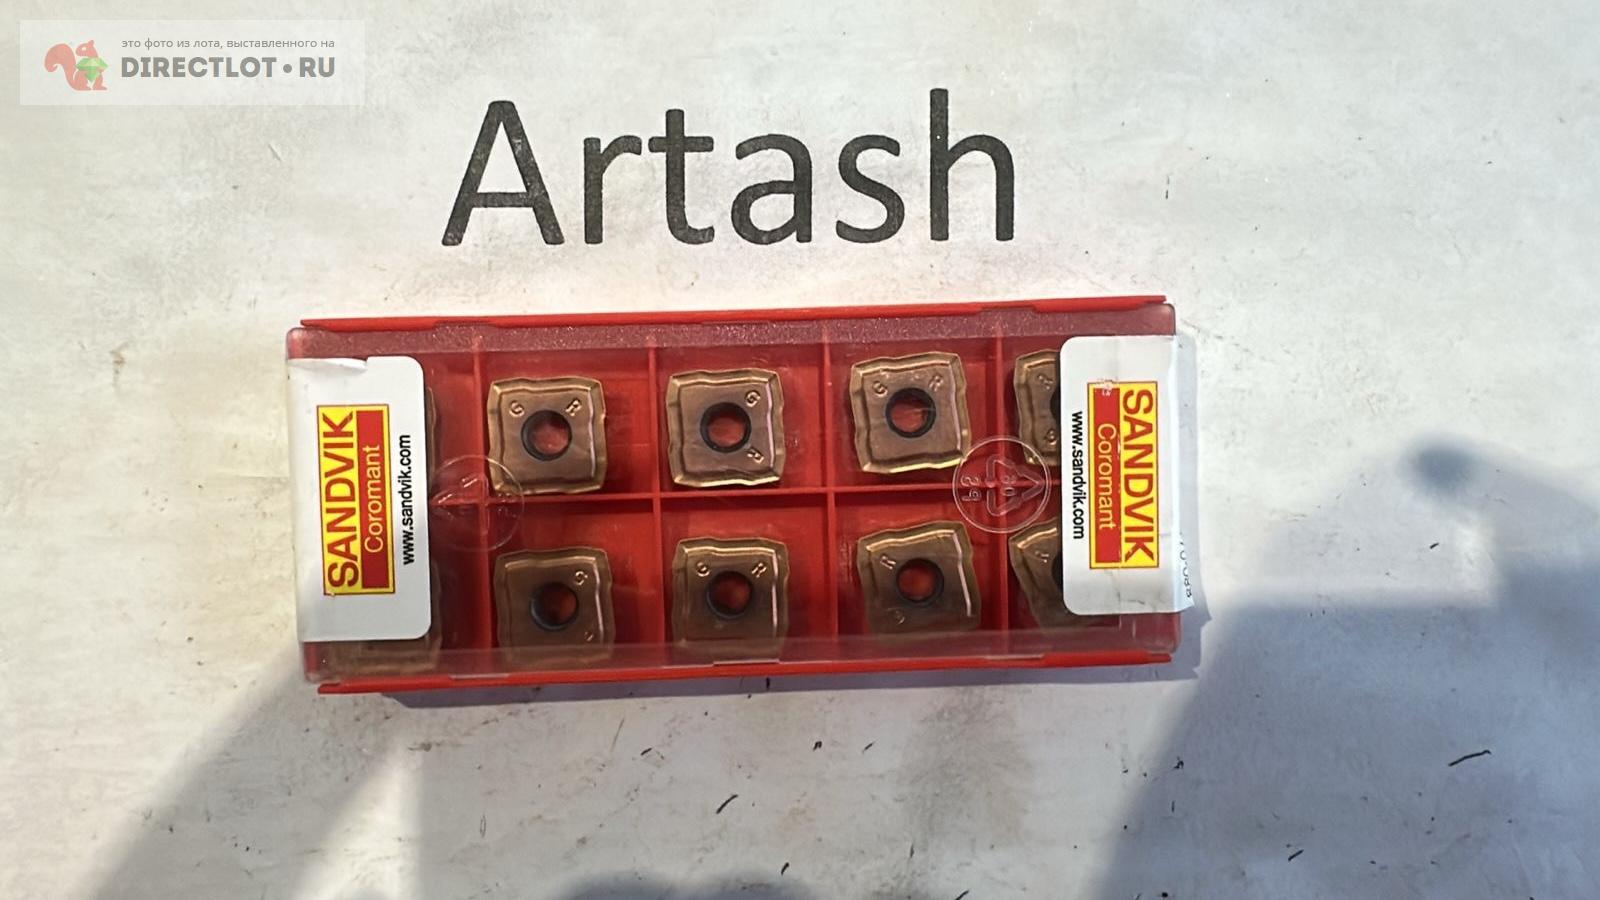 это фото из лота, выставленного на
DIRECTLOT•RU
Artash
SANDVIK
Coromant
www.sandvik.com
G R
G
R
G R
R
G
G R
R
SANDVIK
Coromant
www.sandvik.com